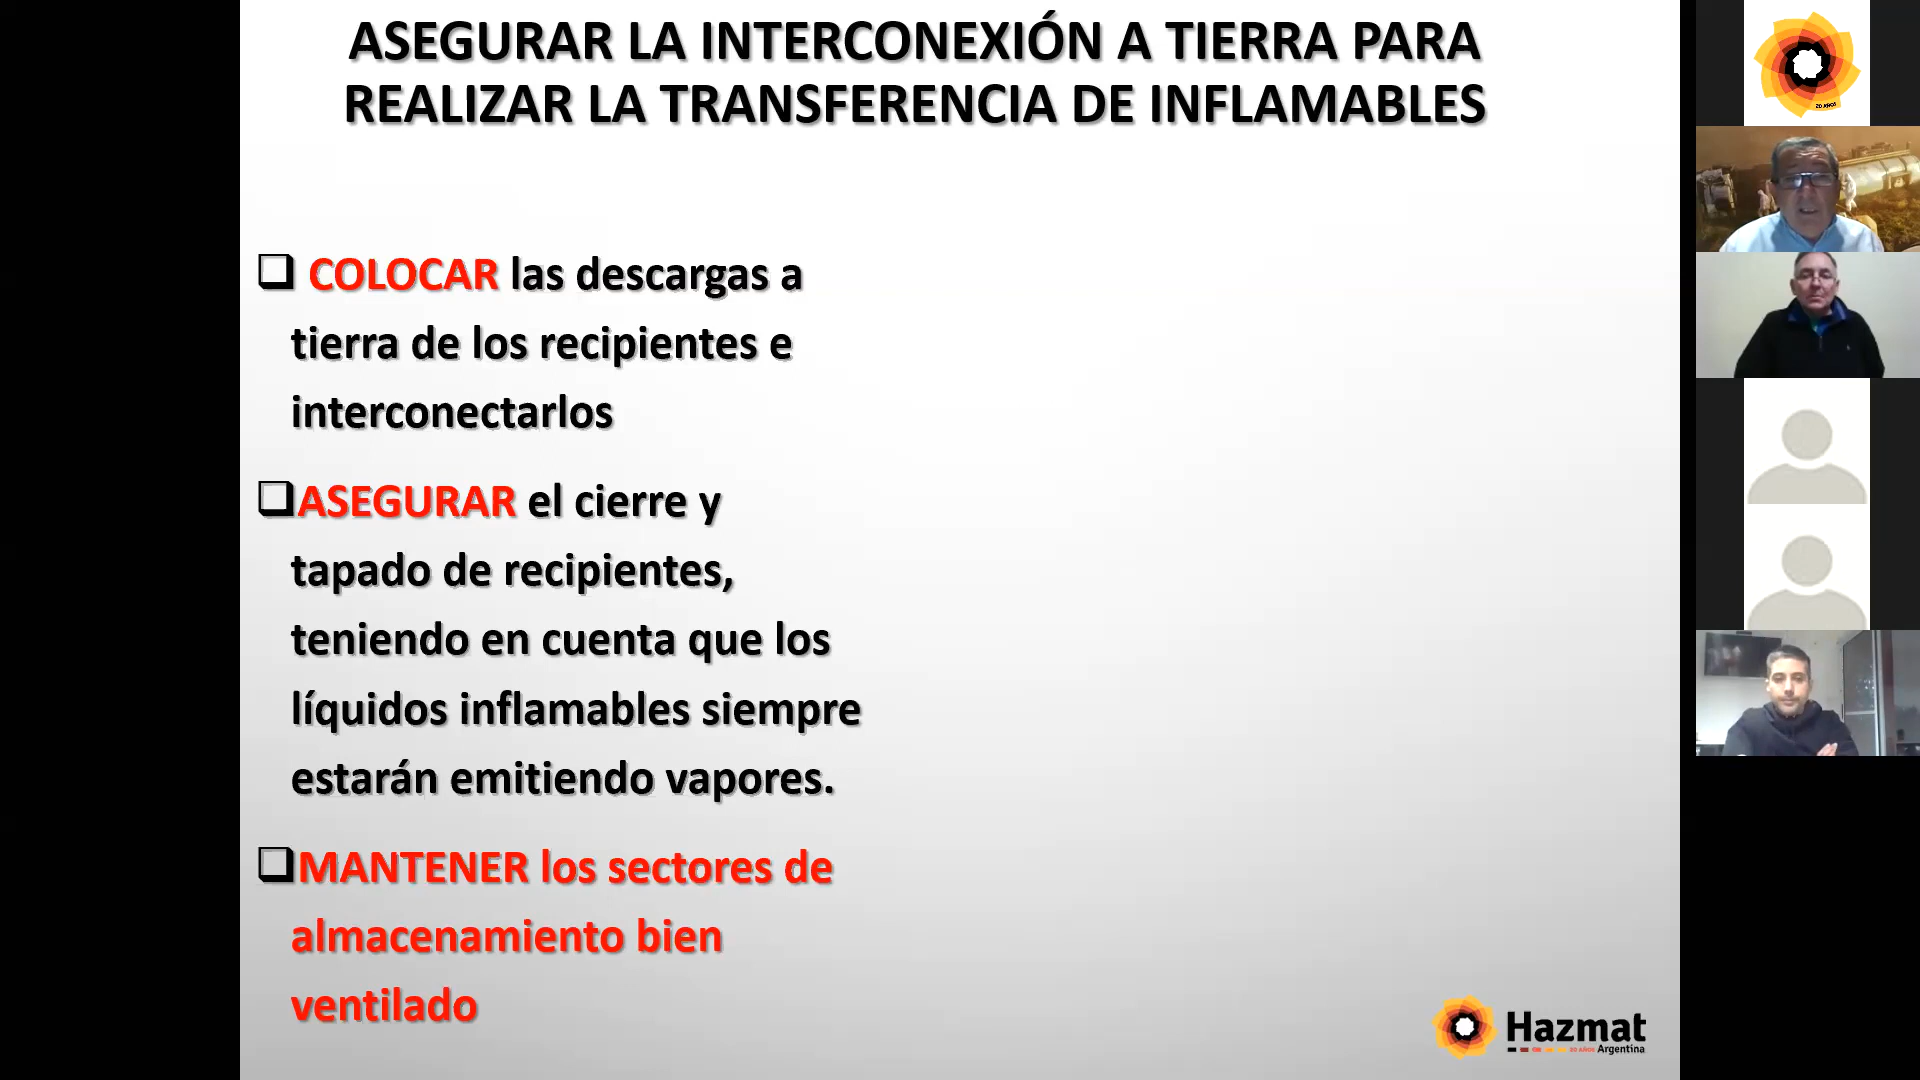 ASEGURAR LA INTERCONEXIÓN A TIERRA PARA
REALIZAR LA TRANSFERENCIA DE INFLAMABLES
COLOCAR las descargas a
tierra de los recipientes e
interconectarlos
ASEGURAR el cierre y
tapado de recipientes,
teniendo en cuenta que los
líquidos inflamables siempre
estarán emitiendo vapores.
MANTENER los sectores de
almacenamiento bien
ventilado
Hazmat
20 AÑOS Argentina
20 AÑOS